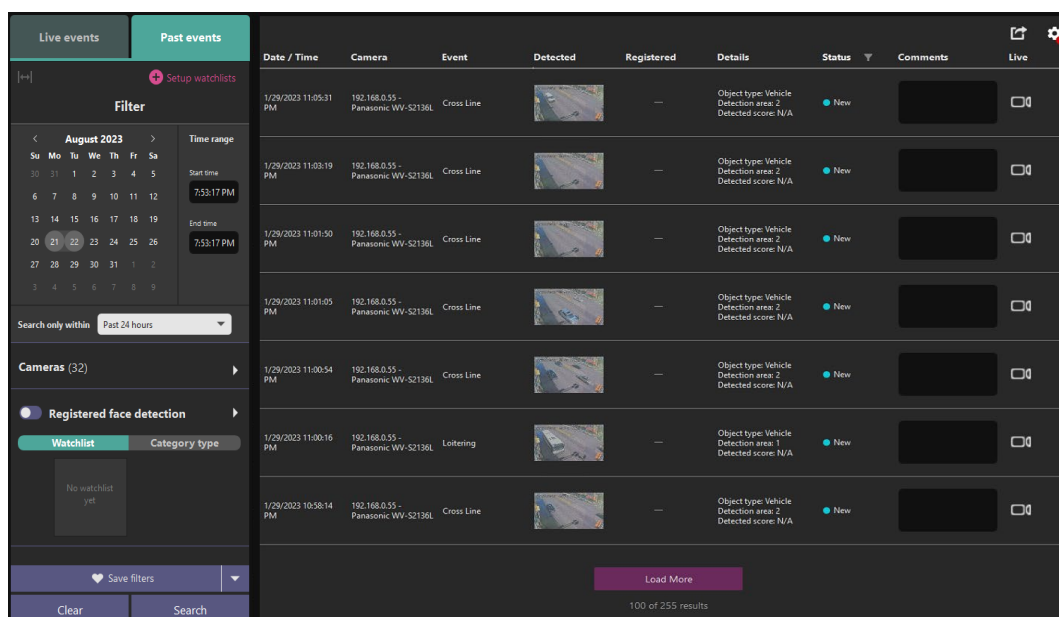 Live events
Past events
Setup watchlists
Filter
August 2023
Su Mo Tu We Th Fr Sa
30 31 1 2 3 4 5
6 7 8 9 10 11 12
13 14 15 16 17 18 19
20 21 22 23 24 25 26
27 28 29 30 31 1 2
3 4 5 6 7 8 9
Time range
Start time
7:53:17 PM
End time
7:53:17 PM
Search only within
Past 24 hours
Cameras (32)
Registered face detection
Watchlist
Category type
No watchlist
yet
Save filters
Clear
Search
Date / Time Camera Event Detected Registered Details Status Comments Live
1/29/2023 11:05:31
PM
192.168.0.55 -
Panasonic WV-S2136L
Cross Line
—
Object type: Vehicle
Detection area: 2
Detected score: N/A
New
1/29/2023 11:03:19
PM
192.168.0.55 -
Panasonic WV-S2136L
Cross Line
—
Object type: Vehicle
Detection area: 2
Detected score: N/A
New
1/29/2023 11:01:50
PM
192.168.0.55 -
Panasonic WV-S2136L
Cross Line
—
Object type: Vehicle
Detection area: 2
Detected score: N/A
New
1/29/2023 11:01:05
PM
192.168.0.55 -
Panasonic WV-S2136L
Cross Line
—
Object type: Vehicle
Detection area: 2
Detected score: N/A
New
1/29/2023 11:00:54
PM
192.168.0.55 -
Panasonic WV-S2136L
Cross Line
—
Object type: Vehicle
Detection area: 2
Detected score: N/A
New
1/29/2023 11:00:16
PM
192.168.0.55 -
Panasonic WV-S2136L
Loitering
—
Object type: Vehicle
Detection area: 1
Detected score: N/A
New
1/29/2023 10:58:14
PM
192.168.0.55 -
Panasonic WV-S2136L
Cross Line
—
Object type: Vehicle
Detection area: 2
Detected score: N/A
New
Load More
100 of 255 results